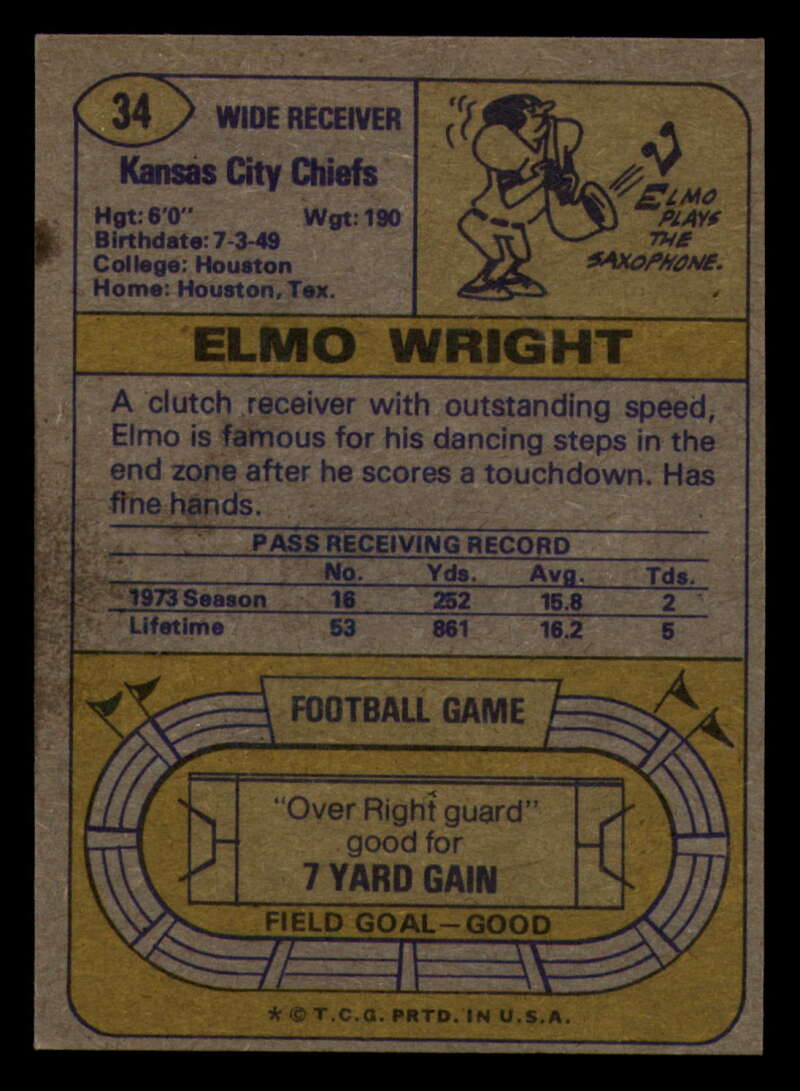 34
WIDE RECEIVER
Kansas City Chiefs
Hgt: 6'0" Wgt: 190
Birthdate: 7-3-49
College: Houston
Home: Houston, Tex.
ELMO
PLAYS
THE
SAXOPHONE.
ELMO WRIGHT
A clutch receiver with outstanding speed,
Elmo is famous for his dancing steps in the
end zone after he scores a touchdown. Has
fine hands.
PASS RECEIVING RECORD
No. Yds. Avg. Tds.
1973 Season 16 252 15.8 2
Lifetime 53 861 16.2 5
FOOTBALL GAME
"Over Right guard"
good for
7 YARD GAIN
FIELD GOAL—GOOD
* © T.C.G. PRTD. IN U.S.A.